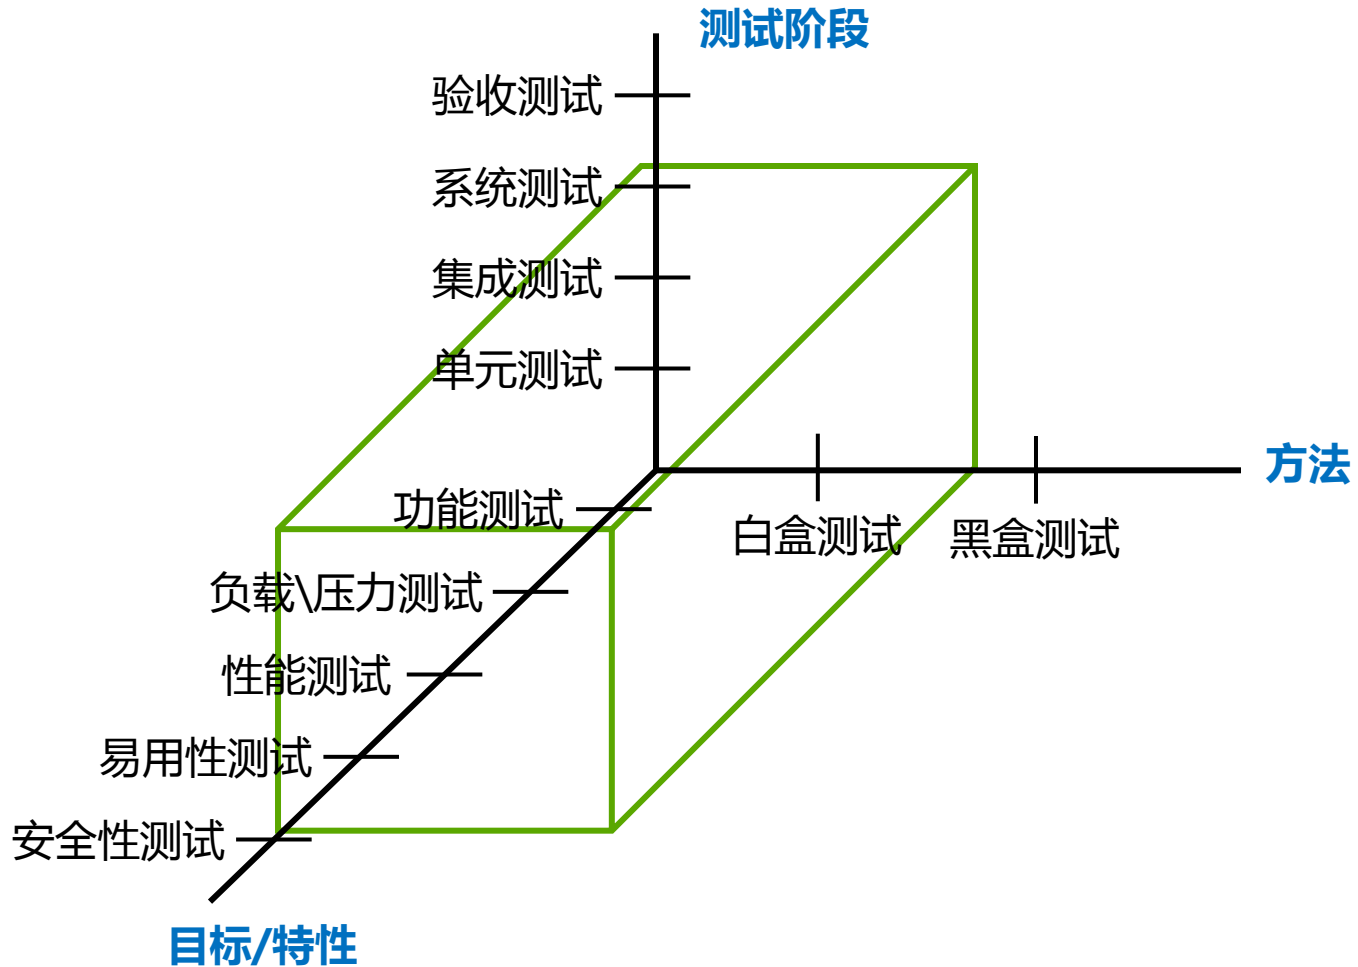 测试阶段
验收测试
系统测试
集成测试
单元测试
方法
功能测试
白盒测试
黑盒测试
负载\压力测试
性能测试
易用性测试
安全性测试
目标/特性